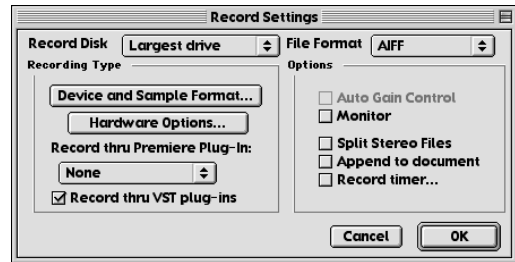 Record Settings
Record Disk Largest drive File Format AIFF
Recording Type
Device and Sample Format...
Hardware Options...
Record thru Premiere Plug-In:
None
Record thru VST plug-ins
Options
Auto Gain Control
Monitor
Split Stereo Files
Append to document
Record timer...
Cancel OK